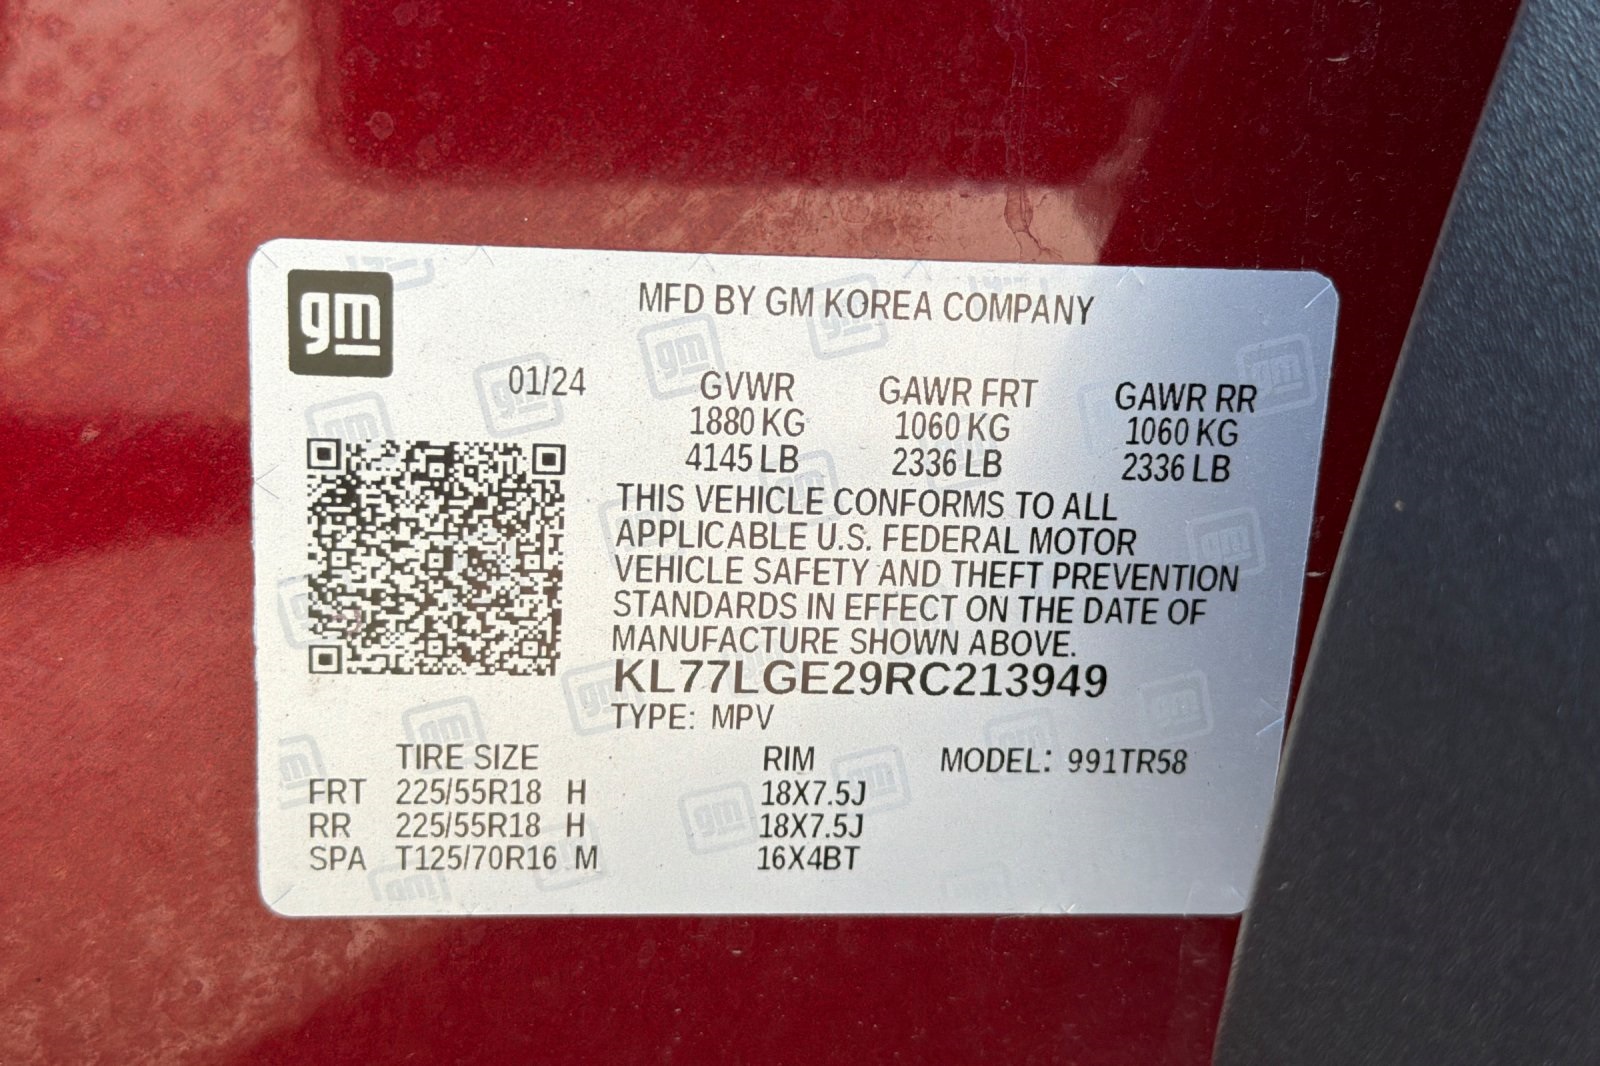 gm
MFD BY GM KOREA COMPANY
01/24
GVWR GAWR FRT GAWR RR
1880 KG 1060 KG 1060 KG
4145 LB 2336 LB 2336 LB
THIS VEHICLE CONFORMS TO ALL
APPLICABLE U.S. FEDERAL MOTOR
VEHICLE SAFETY AND THEFT PREVENTION
STANDARDS IN EFFECT ON THE DATE OF
MANUFACTURE SHOWN ABOVE.
KL77LGE29RC213949
TYPE: MPV
TIRE SIZE RIM MODEL: 991TR58
FRT 225/55R18 H 18X7.5J
RR 225/55R18 H 18X7.5J
SPA T125/70R16 M 16X4BT